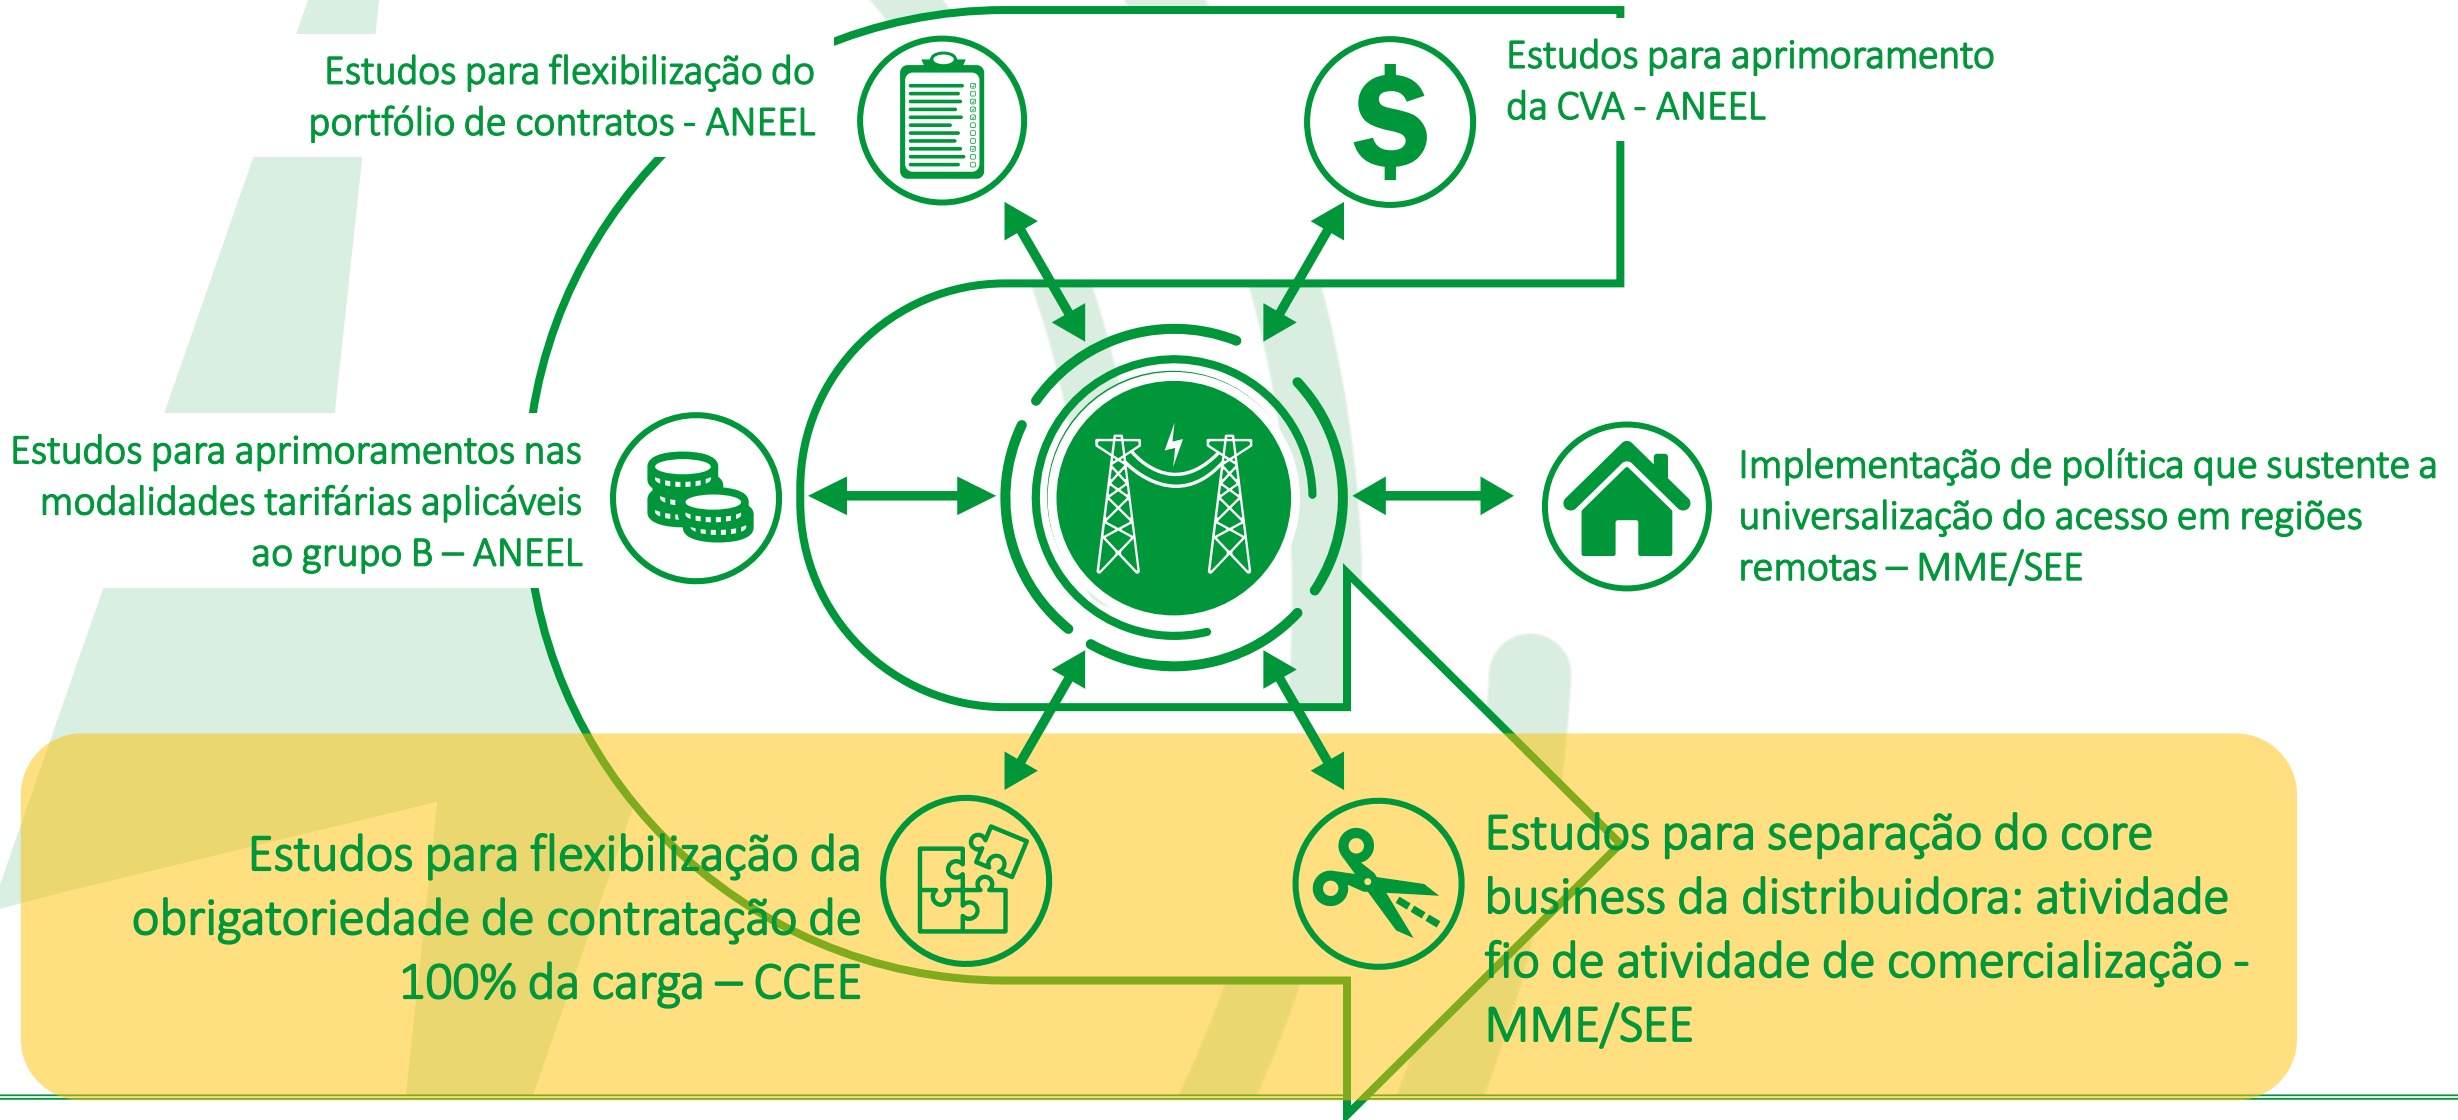 Estudos para flexibilização do
portfólio de contratos - ANEEL
Estudos para aprimoramento
da CVA - ANEEL
Estudos para aprimoramentos nas
modalidades tarifárias aplicáveis
ao grupo B – ANEEL
Implementação de política que sustente a
universalização do acesso em regiões
remotas – MME/SEE
Estudos para flexibilização da
obrigatoriedade de contratação de
100% da carga – CCEE
Estudos para separação do core
business da distribuidora: atividade
fio de atividade de comercialização -
MME/SEE